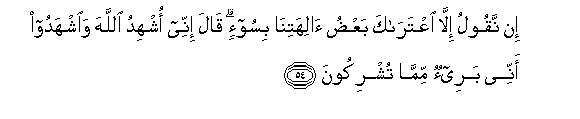 إِن نَّقُولُ إِلَّا ٱعْتَرَىٰكَ بَعْضُ ءَالِهَتِنَا بِسُوٓءٍۗ قَالَ إِنِّىٓ أُشْهِدُ ٱللَّهَ وَٱشْهَدُوٓا۟
أَنِّى بَرِىٓءٌ مِّمَّا تُشْرِكُونَ ﴿٥٤﴾